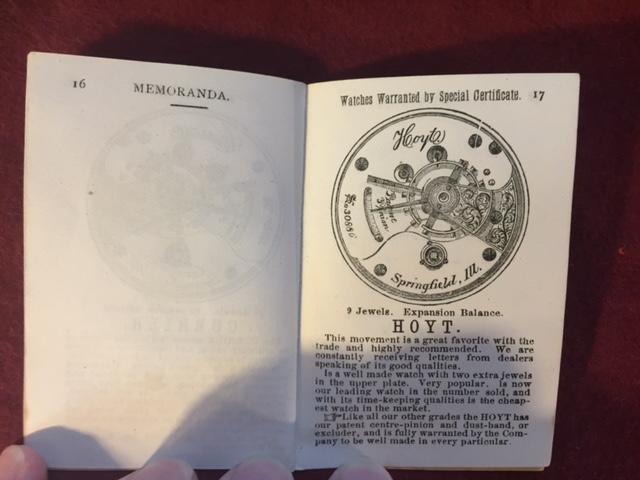 16
MEMORANDA.
Watches Warranted by Special Certificate. 17
Hoyt
No 30686
Patent
Pinion.
Springfield, Ill.
9 Jewels. Expansion Balance.
HOYT.
This movement is a great favorite with the
trade and highly recommended. We are
constantly receiving letters from dealers
speaking of its good qualities.
Is a well made watch with two extra jewels
in the upper plate. Very popular. Is now
our leading watch in the number sold, and
with its time-keeping qualities is the cheap-
est watch in the market.
☞Like all our other grades the HOYT has
our patent centre-pinion and dust-band, or
excluder, and is fully warranted by the Com-
pany to be well made in every particular.